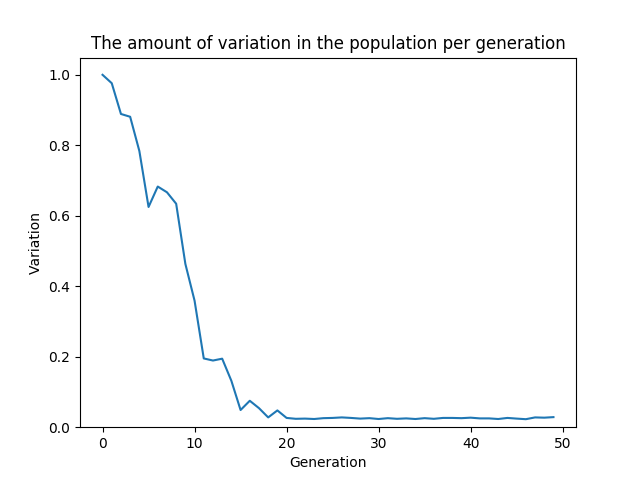 The amount of variation in the population per generation
1.0
0.8
0.6
0.4
0.2
0.0
Variation
0 10 20 30 40 50
Generation